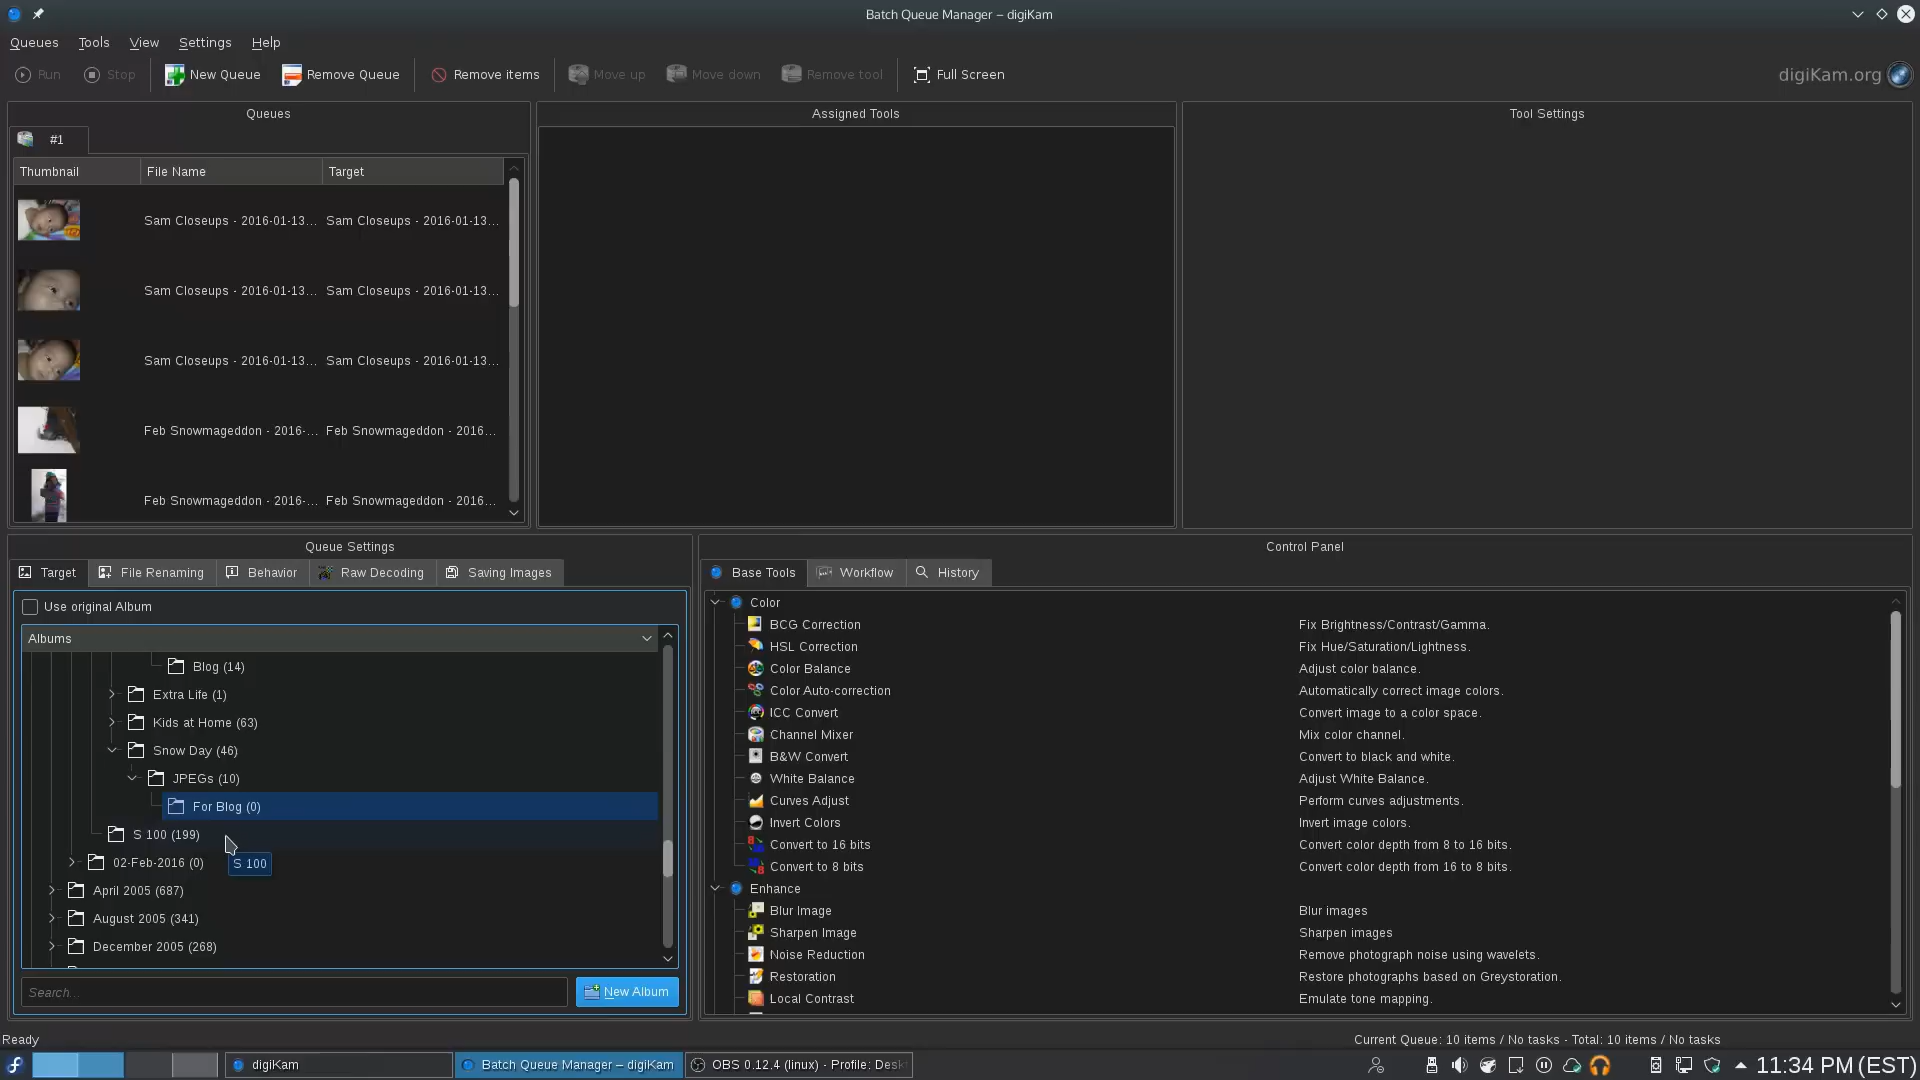 Batch Queue Manager – digiKam
Queues Tools View Settings Help
Run Stop New Queue Remove Queue Remove items Move up Move down Remove tool Full Screen digiKam.org
Queues
#1
Thumbnail File Name Target
Sam Closeups - 2016-01-13... Sam Closeups - 2016-01-13...
Sam Closeups - 2016-01-13... Sam Closeups - 2016-01-13...
Sam Closeups - 2016-01-13... Sam Closeups - 2016-01-13...
Feb Snowmageddon - 2016-... Feb Snowmageddon - 2016...
Feb Snowmageddon - 2016-... Feb Snowmageddon - 2016...
Assigned Tools
Tool Settings
Queue Settings
Target File Renaming Behavior Raw Decoding Saving Images
Use original Album
Albums
Blog (14)
Extra Life (1)
Kids at Home (63)
Snow Day (46)
JPEGs (10)
For Blog (0)
S 100 (199)
02-Feb-2016 (0)
S 100
April 2005 (687)
August 2005 (341)
December 2005 (268)
Search... New Album
Control Panel
Base Tools Workflow History
Color
BCG Correction Fix Brightness/Contrast/Gamma.
HSL Correction Fix Hue/Saturation/Lightness.
Color Balance Adjust color balance.
Color Auto-correction Automatically correct image colors.
ICC Convert Convert image to a color space.
Channel Mixer Mix color channel.
B&W Convert Convert to black and white.
White Balance Adjust White Balance.
Curves Adjust Perform curves adjustments.
Invert Colors Invert image colors.
Convert to 16 bits Convert color depth from 8 to 16 bits.
Convert to 8 bits Convert color depth from 16 to 8 bits.
Enhance
Blur Image Blur images
Sharpen Image Sharpen images
Noise Reduction Remove photograph noise using wavelets.
Restoration Restore photographs based on Greystoration.
Local Contrast Emulate tone mapping.
Ready Current Queue: 10 items / No tasks - Total: 10 items / No tasks
digiKam Batch Queue Manager – digiKam OBS 0.12.4 (linux) - Profile: Desk 11:34 PM (EST)